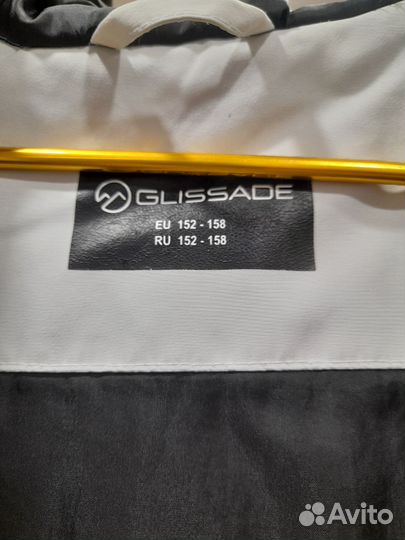 GLISSADE
EU 152 - 158
RU 152 - 158
Avito